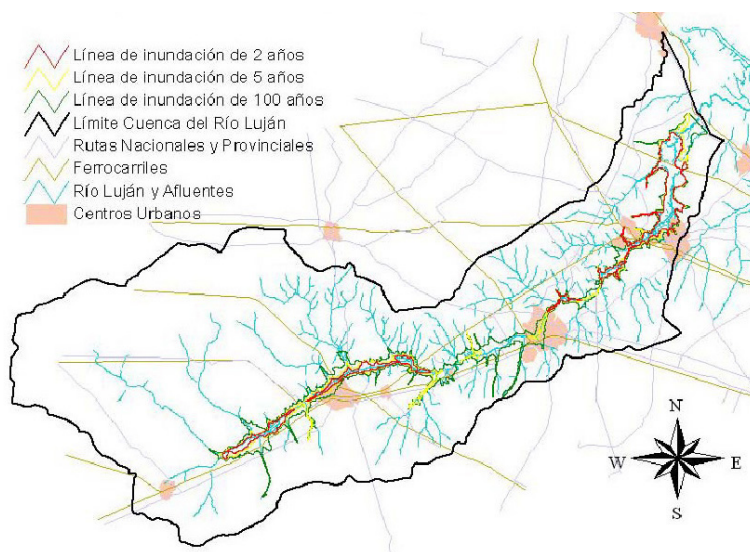 Línea de inundación de 2 años
Línea de inundación de 5 años
Línea de inundación de 100 años
Límite Cuenca del Río Luján
Rutas Nacionales y Provinciales
Ferrocarriles
Río Luján y Afluentes
Centros Urbanos
N
W E
S